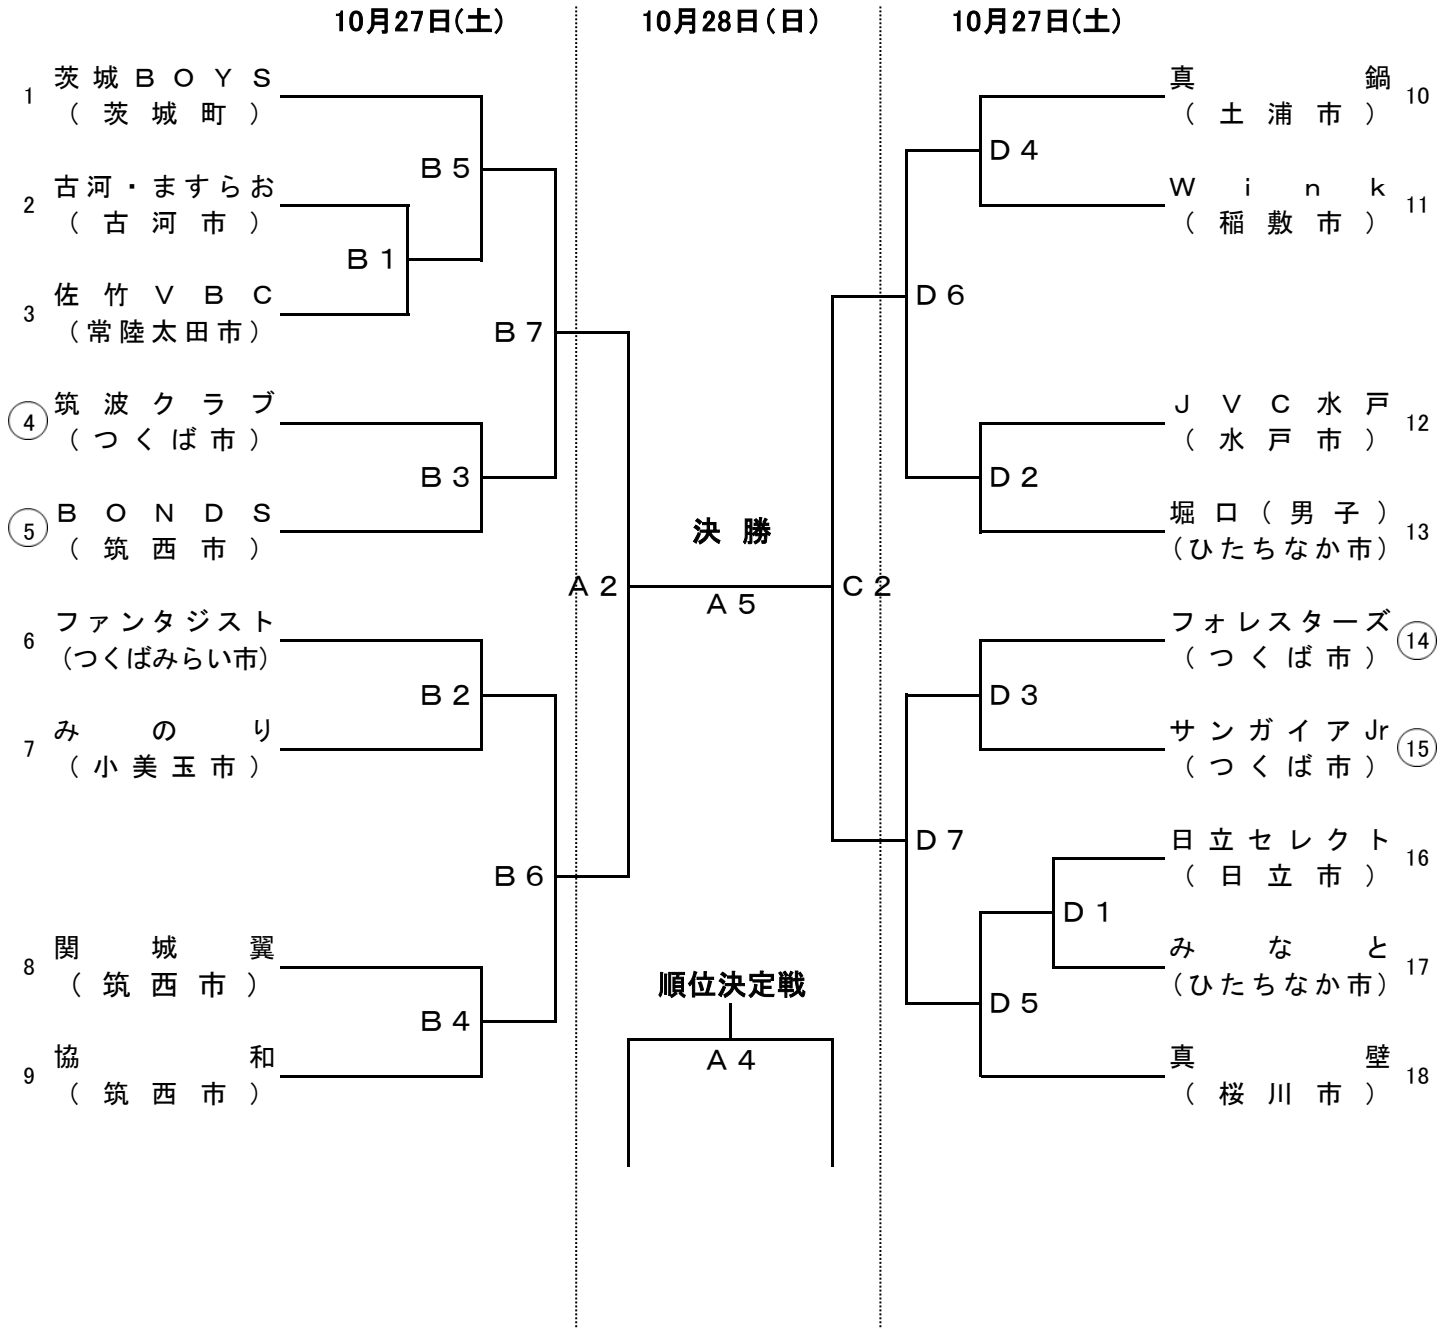 10月27日(土)
10月28日(日)
10月27日(土)
1 茨城BOYS
(茨城町)
2 古河・ますらお
(古河市)
3 佐竹VBC
(常陸太田市)
④ 筑波クラブ
(つくば市)
⑤ BONDS
(筑西市)
6 ファンタジスト
(つくばみらい市)
7 みのり
(小美玉市)
8 関城翼
(筑西市)
9 協和
(筑西市)
B5
B1
B7
B3
B2
B6
B4
A2
決勝
A5
C2
順位決定戦
A4
D4
D6
D2
D3
D7
D1
D5
真鍋 10
(土浦市)
Wink 11
(稲敷市)
JVC水戸 12
(水戸市)
堀口(男子) 13
(ひたちなか市)
フォレスターズ ⑭
(つくば市)
サンガイアJr ⑮
(つくば市)
日立セレクト 16
(日立市)
みなと 17
(ひたちなか市)
真壁 18
(桜川市)